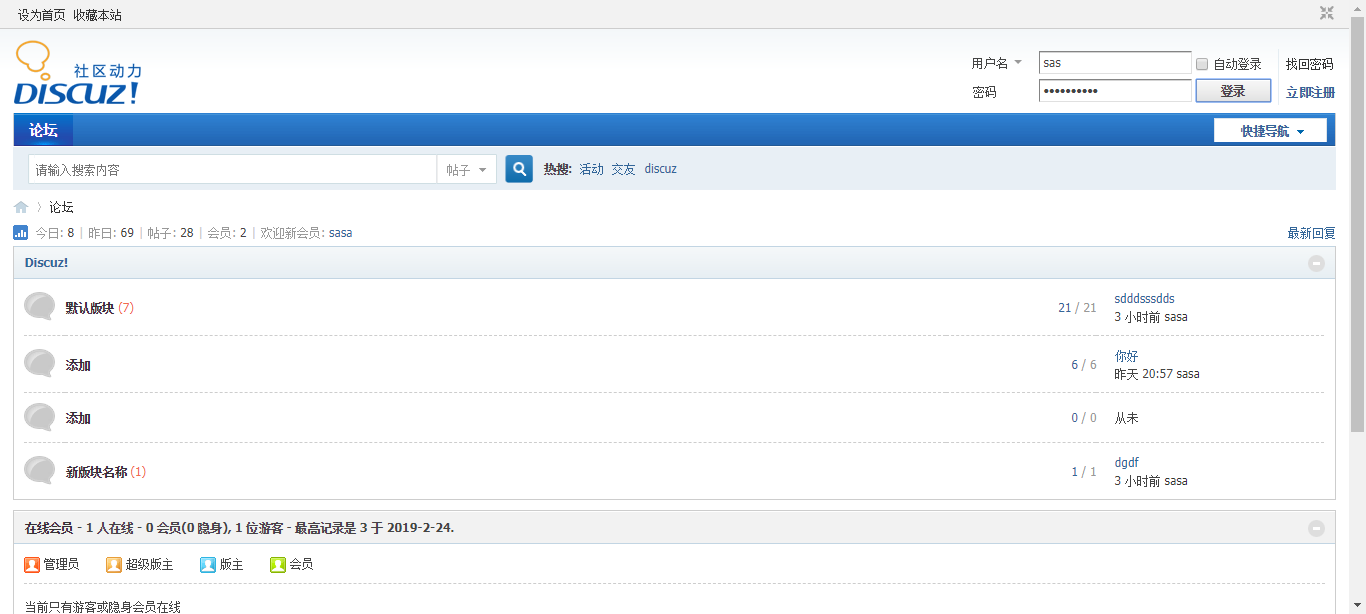 设为首页 收藏本站
社区动力
DISCUZ!
用户名 sas 自动登录 找回密码
密码 •••••••••• 登录 立即注册
论坛 快捷导航
请输入搜索内容 帖子 热搜: 活动 交友 discuz
论坛
今日: 8 | 昨日: 69 | 帖子: 28 | 会员: 2 | 欢迎新会员: sasa 最新回复
Discuz!
默认版块 (7) 21 / 21 sdddsssdds
3 小时前 sasa
添加 6 / 6 你好
昨天 20:57 sasa
添加 0 / 0 从未
新版块名称 (1) 1 / 1 dgdf
3 小时前 sasa
在线会员 - 1 人在线 - 0 会员(0 隐身), 1 位游客 - 最高记录是 3 于 2019-2-24.
管理员 超级版主 版主 会员
当前只有游客或隐身会员在线